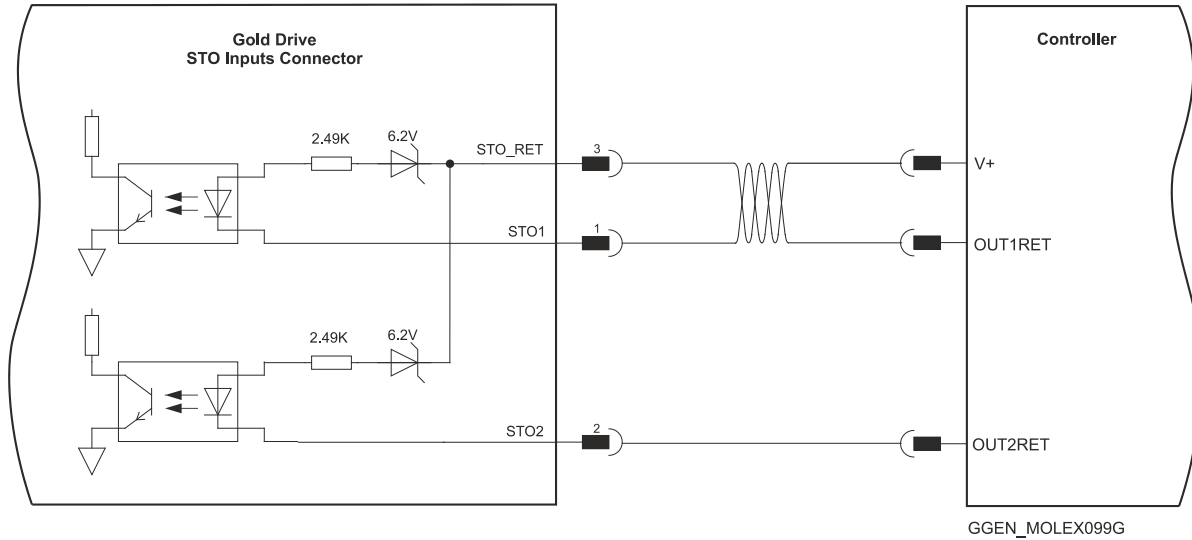 Gold Drive
STO Inputs Connector
Controller
2.49K
6.2V
STO_RET
3
V+
STO1
1
OUT1RET
2.49K
6.2V
STO2
2
OUT2RET
GGEN_MOLEX099G